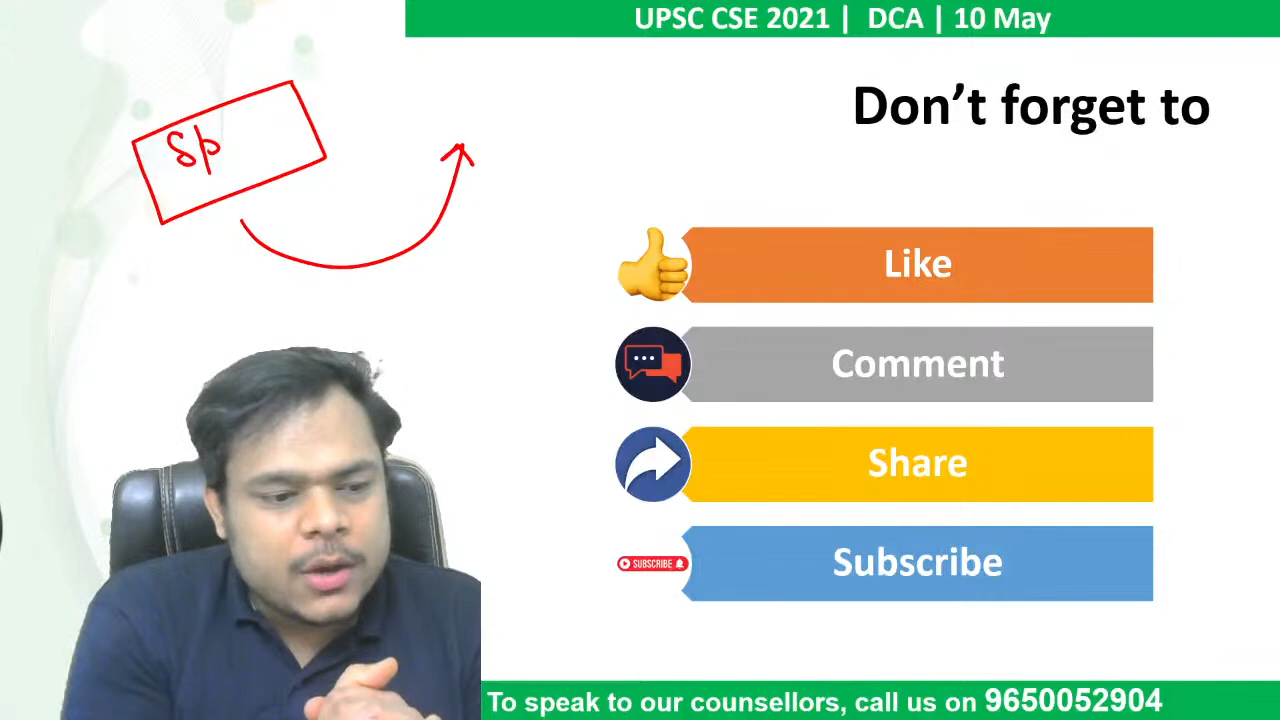 UPSC CSE 2021 | DCA | 10 May
Don't forget to
Sp
Like
Comment
Share
SUBSCRIBE
Subscribe
To speak to our counsellors, call us on 9650052904